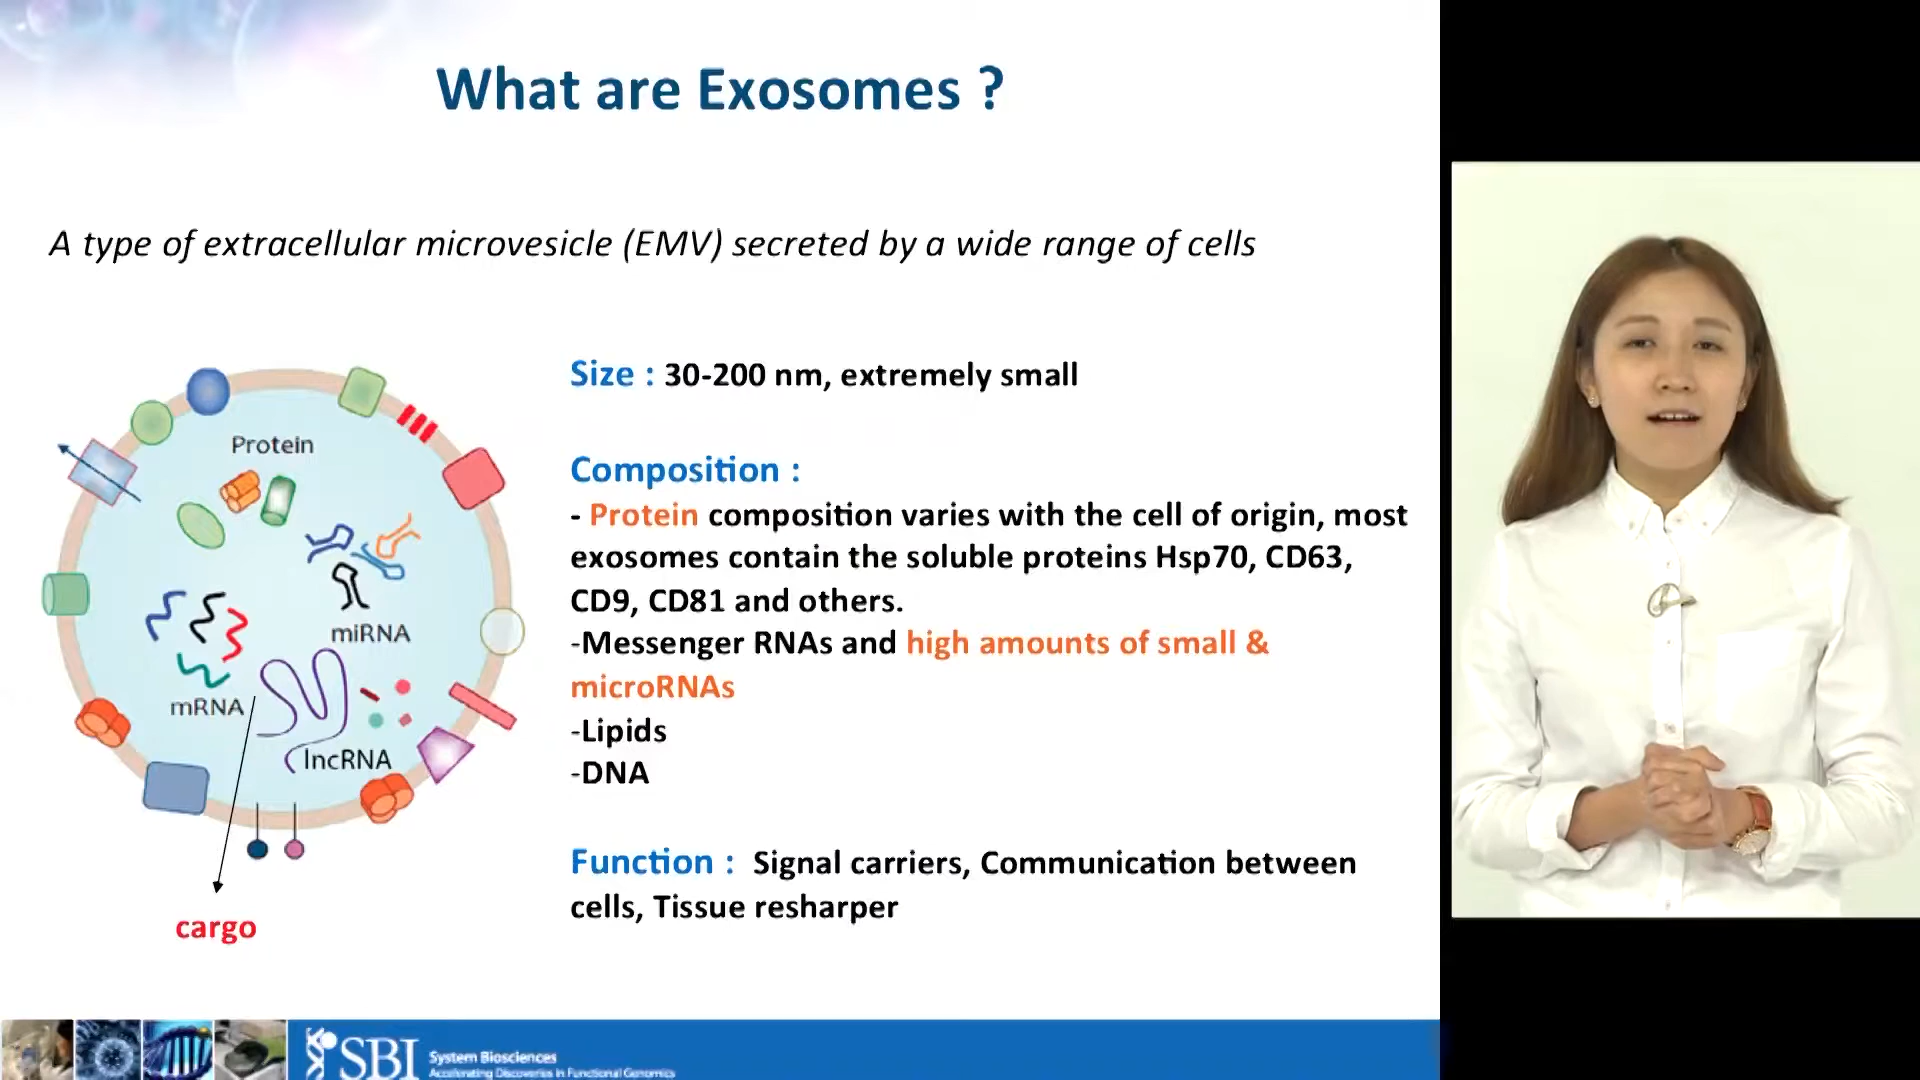 What are Exosomes ?
A type of extracellular microvesicle (EMV) secreted by a wide range of cells
Size : 30-200 nm, extremely small
Composition :
- Protein composition varies with the cell of origin, most
exosomes contain the soluble proteins Hsp70, CD63,
CD9, CD81 and others.
-Messenger RNAs and high amounts of small &
microRNAs
-Lipids
-DNA
Function : Signal carriers, Communication between
cells, Tissue resharper
Protein
miRNA
mRNA
lncRNA
cargo
SBI
System Biosciences
Accelerating Discoveries in Functional Genomics